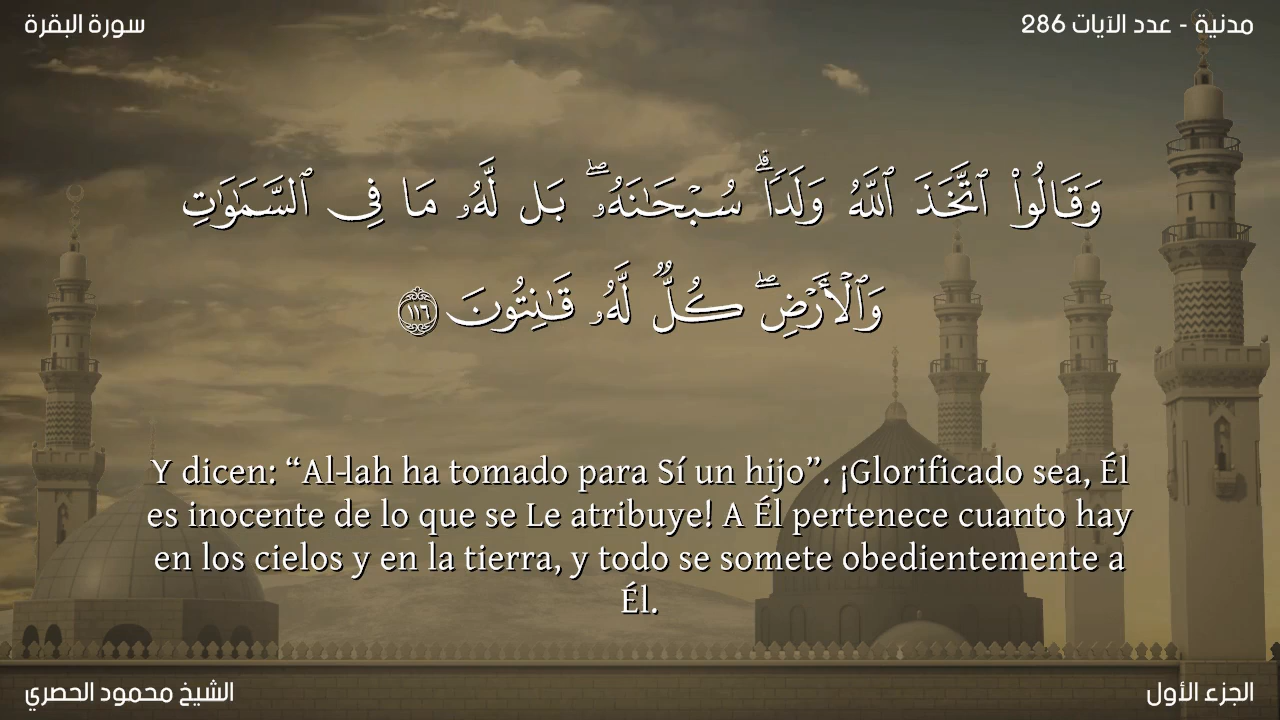 سورة البقرة
مدنية - عدد الآيات 286
وَقَالُوا۟ ٱتَّخَذَ ٱللَّهُ وَلَدًۭا ۗ سُبْحَـٰنَهُۥ ۖ بَل لَّهُۥ مَا فِى ٱلسَّمَـٰوَٰتِ
وَٱلْأَرْضِ ۖ كُلٌّۭ لَّهُۥ قَـٰنِتُونَ ١١٦
Y dicen: “Al-lah ha tomado para Sí un hijo”. ¡Glorificado sea, Él
es inocente de lo que se Le atribuye! A Él pertenece cuanto hay
en los cielos y en la tierra, y todo se somete obedientemente a
Él.
الشيخ محمود الحصري
الجزء الأول